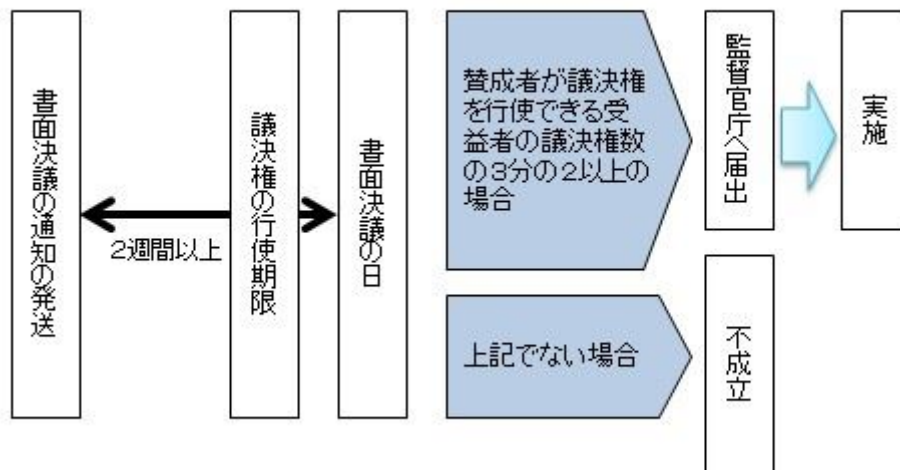 書面決議の通知の発送
2週間以上
議決権の行使期限
書面決議の日
賛成者が議決権
を行使できる受
益者の議決権数
の3分の2以上の
場合
監督官庁へ届出
実施
上記でない場合
不成立